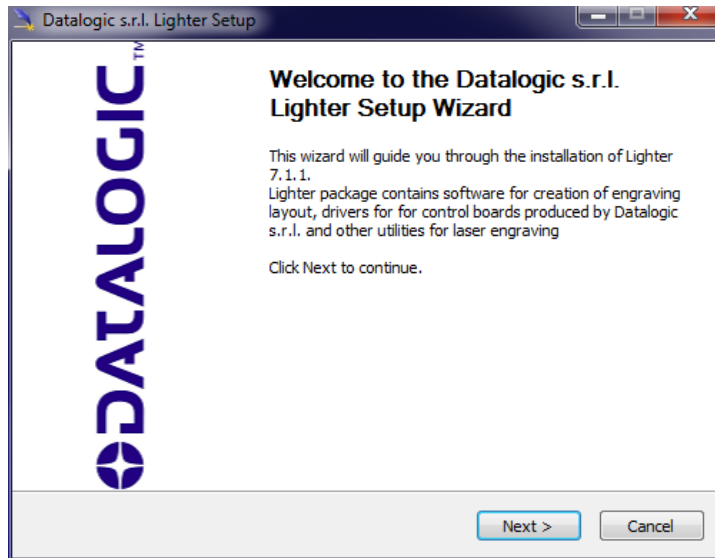 Datalogic s.r.l. Lighter Setup
DATALOGIC™
Welcome to the Datalogic s.r.l.
Lighter Setup Wizard
This wizard will guide you through the installation of Lighter
7.1.1.
Lighter package contains software for creation of engraving
layout, drivers for for control boards produced by Datalogic
s.r.l. and other utilities for laser engraving
Click Next to continue.
Next >
Cancel